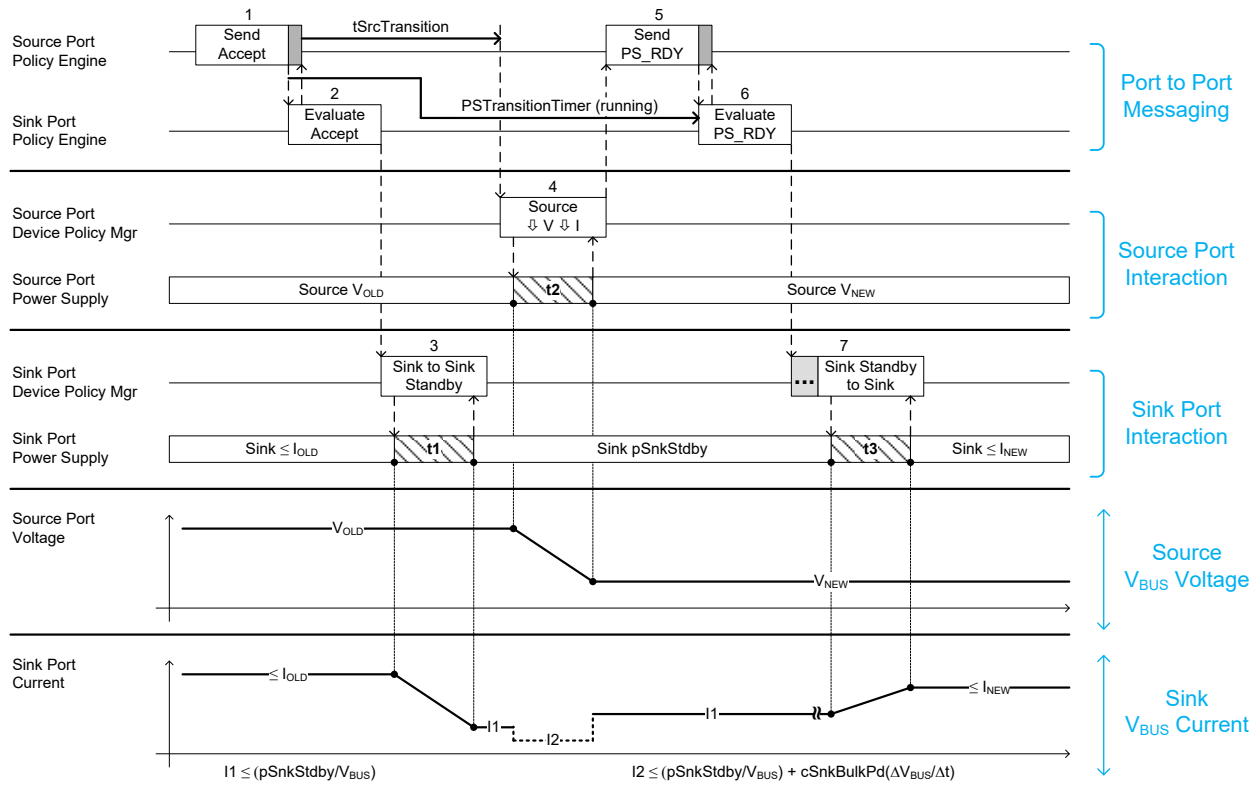 1
Send
Accept
tSrcTransition
5
Send
PS_RDY
Source Port
Policy Engine
2
Evaluate
Accept
PSTransitionTimer (running)
6
Evaluate
PS_RDY
Sink Port
Policy Engine
Port to Port
Messaging
4
Source
⇩ V ⇩ I
Source Port
Device Policy Mgr
Source Port
Power Supply
Source VOLD
t2
Source VNEW
Source Port
Interaction
3
Sink to Sink
Standby
7
...
Sink Standby
to Sink
Sink Port
Device Policy Mgr
Sink Port
Power Supply
Sink ≤ IOLD
t1
Sink pSnkStdby
t3
Sink ≤ INEW
Sink Port
Interaction
Source Port
Voltage
VOLD
VNEW
Source
VBUS Voltage
Sink Port
Current
≤ IOLD
I1
I2
I1
≤ INEW
Sink
VBUS Current
I1 ≤ (pSnkStdby/VBUS)
I2 ≤ (pSnkStdby/VBUS) + cSnkBulkPd(ΔVBUS/Δt)